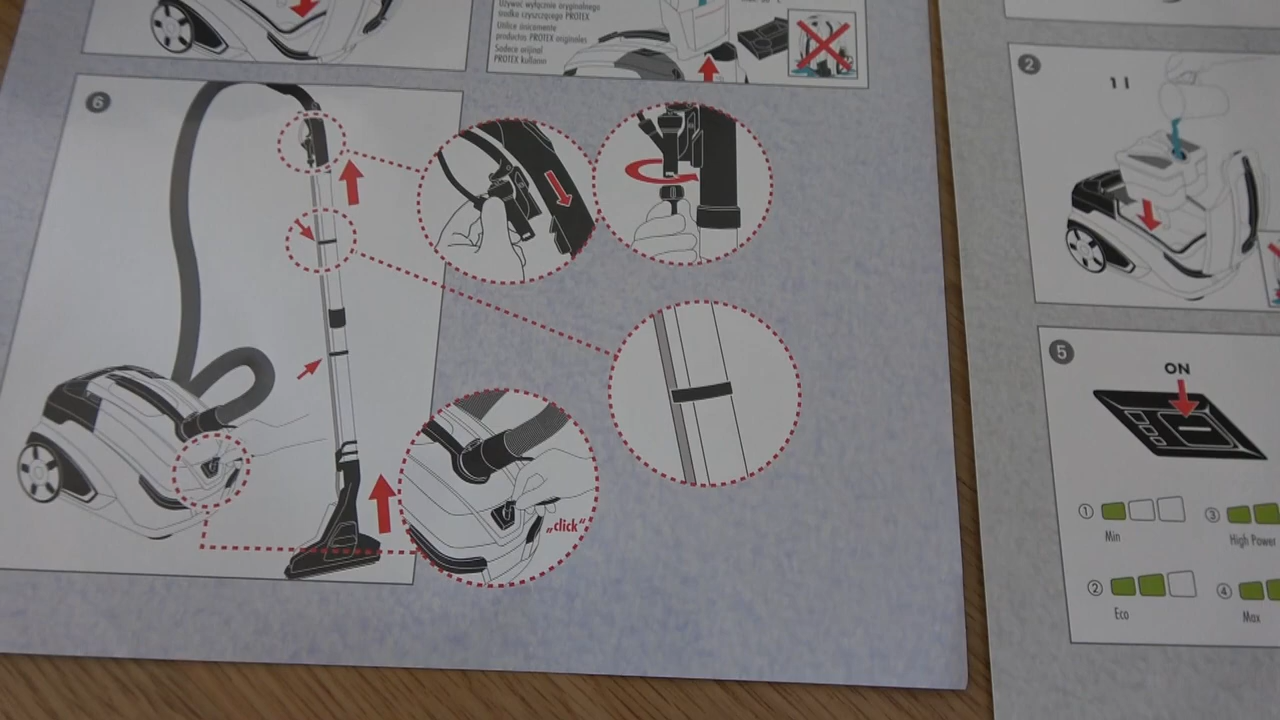 Używać wyłącznie oryginalnego
środka czyszczącego PROTEX
Utilice únicamente
productos PROTEX originales
Sadece orijinal
PROTEX kullanın
6
„click“
2
1 l
5
ON
1
Min
3
High Power
2
Eco
4
Max